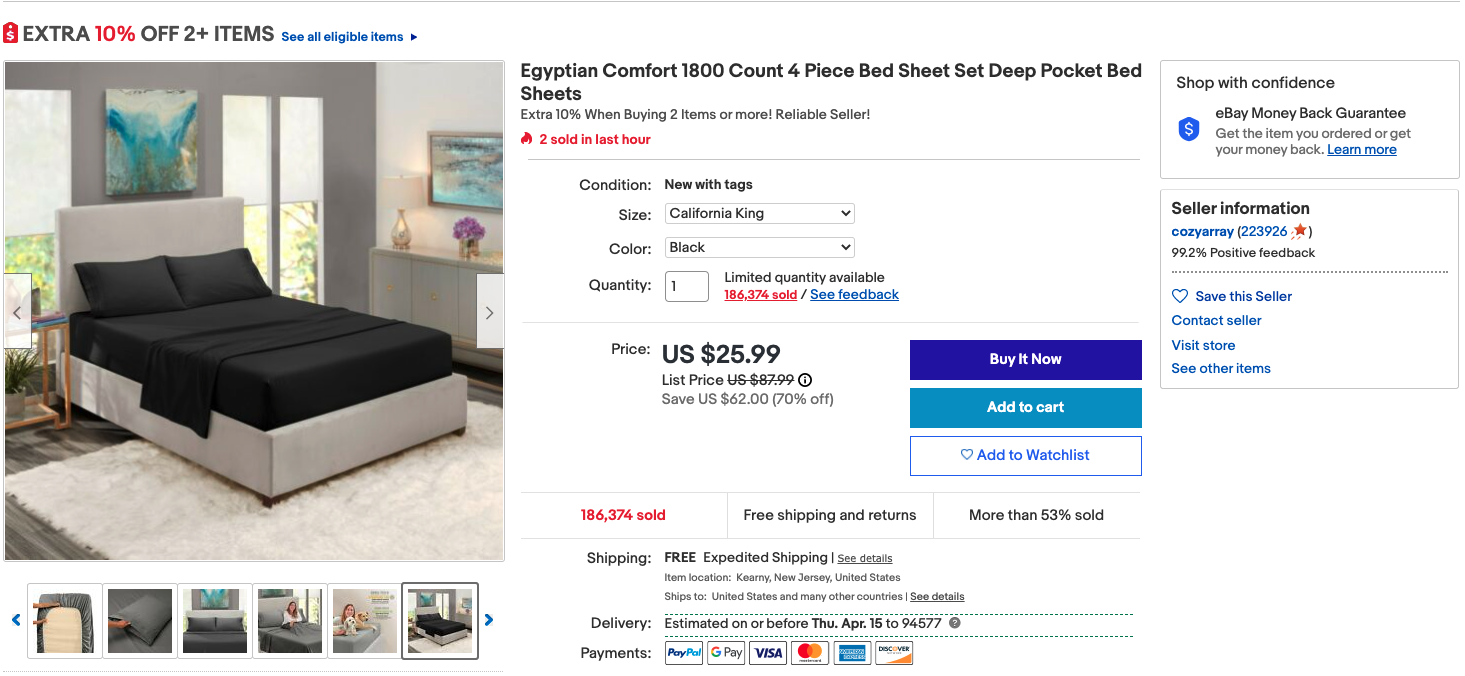 EXTRA 10% OFF 2+ ITEMS See all eligible items
Egyptian Comfort 1800 Count 4 Piece Bed Sheet Set Deep Pocket Bed
Sheets
Extra 10% When Buying 2 Items or more! Reliable Seller!
2 sold in last hour
Condition: New with tags
Size: California King
Color: Black
Quantity: 1
Limited quantity available
186,374 sold / See feedback
Price: US $25.99
List Price US $87.99
Save US $62.00 (70% off)
Buy It Now
Add to cart
Add to Watchlist
186,374 sold
Free shipping and returns
More than 53% sold
Shipping: FREE Expedited Shipping | See details
Item location: Kearny, New Jersey, United States
Ships to: United States and many other countries | See details
Delivery: Estimated on or before Thu. Apr. 15 to 94577
Payments: PayPal G Pay VISA mastercard AMERICAN EXPRESS DISCOVER
Shop with confidence
eBay Money Back Guarantee
Get the item you ordered or get
your money back. Learn more
Seller information
cozyarray (223926)
99.2% Positive feedback
Save this Seller
Contact seller
Visit store
See other items